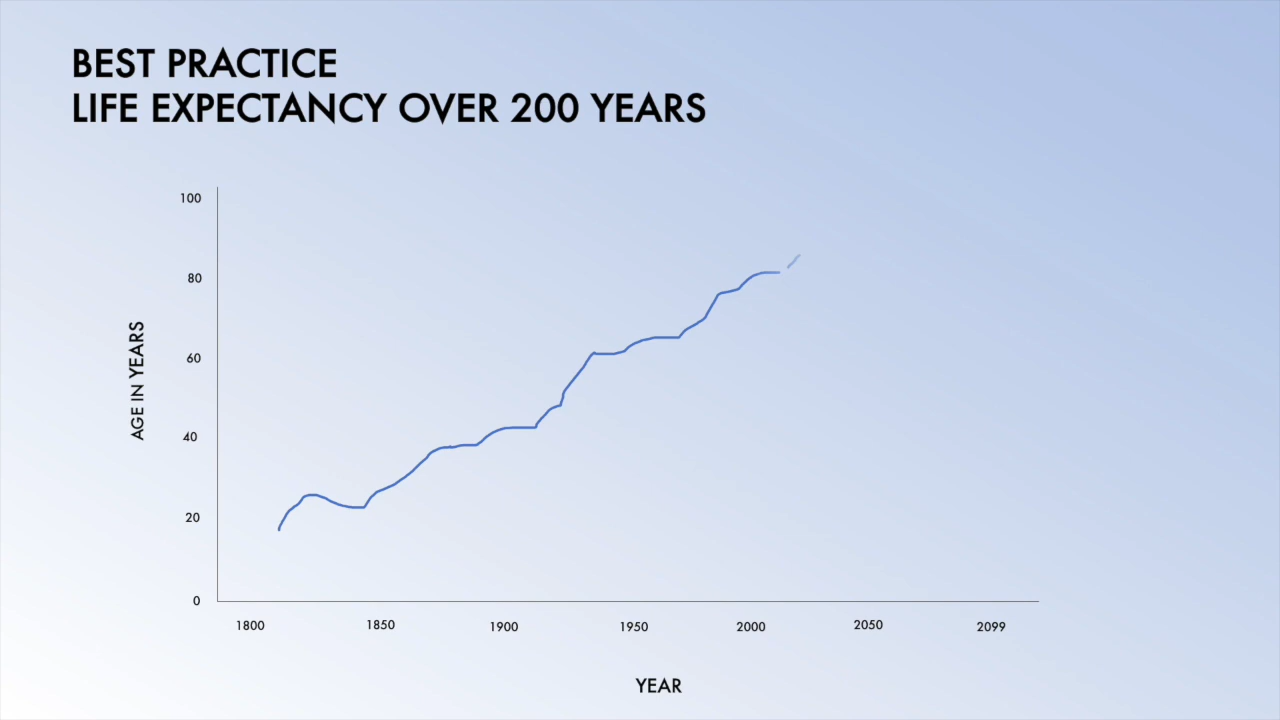 BEST PRACTICE
LIFE EXPECTANCY OVER 200 YEARS
100
80
60
40
20
0
AGE IN YEARS
1800 1850 1900 1950 2000 2050 2099
YEAR